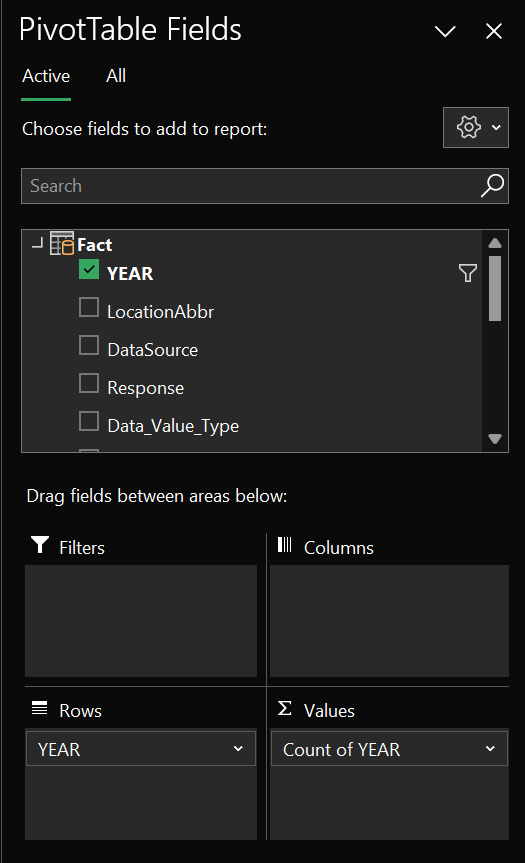 PivotTable Fields
Active All
Choose fields to add to report:
Search
Fact
YEAR
LocationAbbr
DataSource
Response
Data_Value_Type
Drag fields between areas below:
Filters
Columns
Rows
Values
YEAR
Count of YEAR